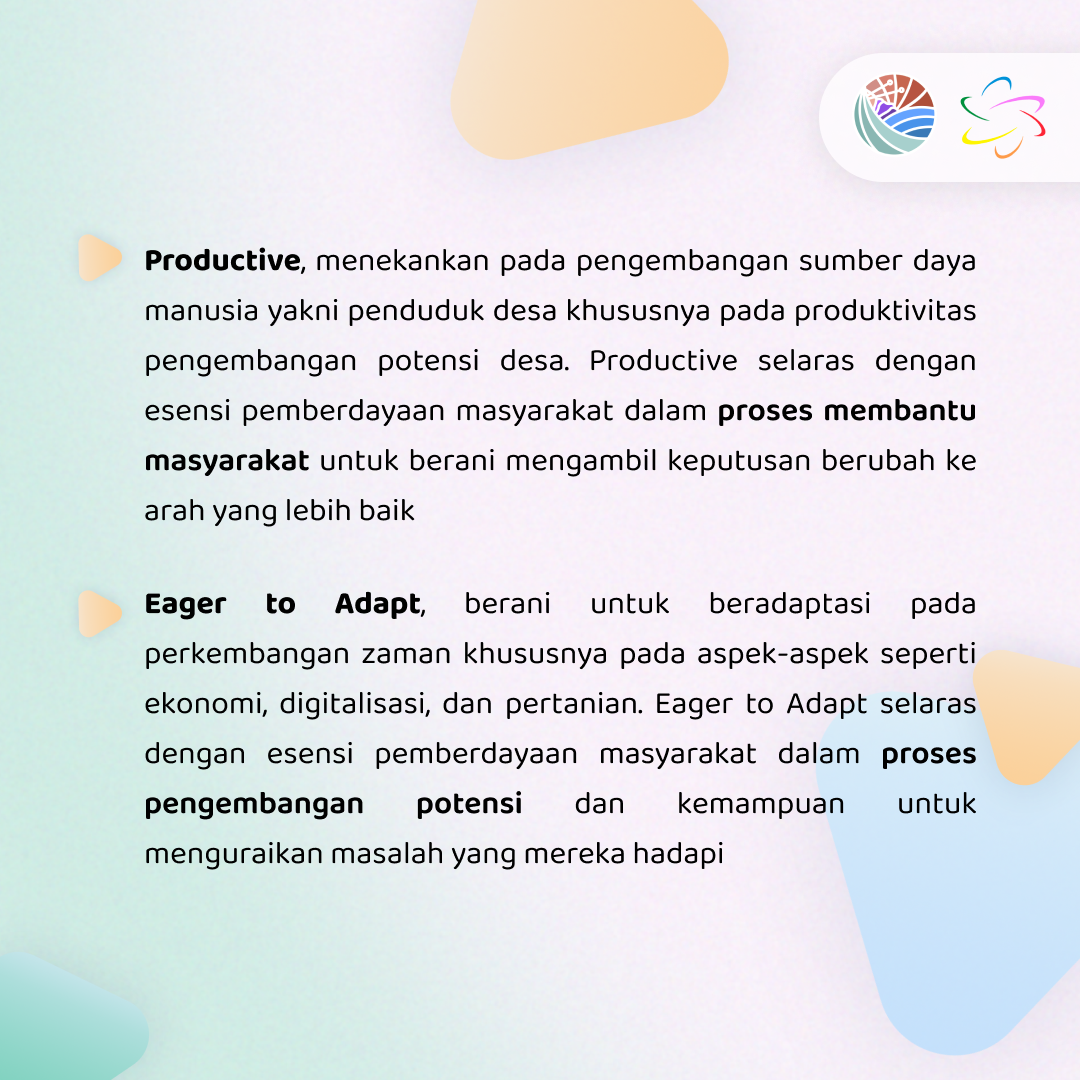 Productive, menekankan pada pengembangan sumber daya
manusia yakni penduduk desa khususnya pada produktivitas
pengembangan potensi desa. Productive selaras dengan
esensi pemberdayaan masyarakat dalam proses membantu
masyarakat untuk berani mengambil keputusan berubah ke
arah yang lebih baik
Eager to Adapt, berani untuk beradaptasi pada
perkembangan zaman khususnya pada aspek-aspek seperti
ekonomi, digitalisasi, dan pertanian. Eager to Adapt selaras
dengan esensi pemberdayaan masyarakat dalam proses
pengembangan potensi dan kemampuan untuk
menguraikan masalah yang mereka hadapi